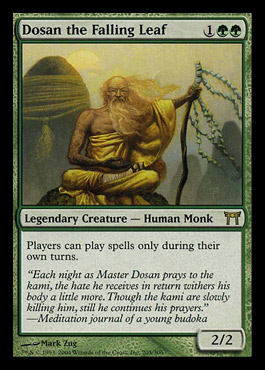 Dosan the Falling Leaf 1
Legendary Creature — Human Monk
Players can play spells only during their
own turns.
“Each night as Master Dosan prays to the
kami, the hate he receives in return withers his
body a little more. Though the kami are slowly
killing him, still he continues his prayers.”
—Meditation journal of a young budoka
Mark Zug
2/2